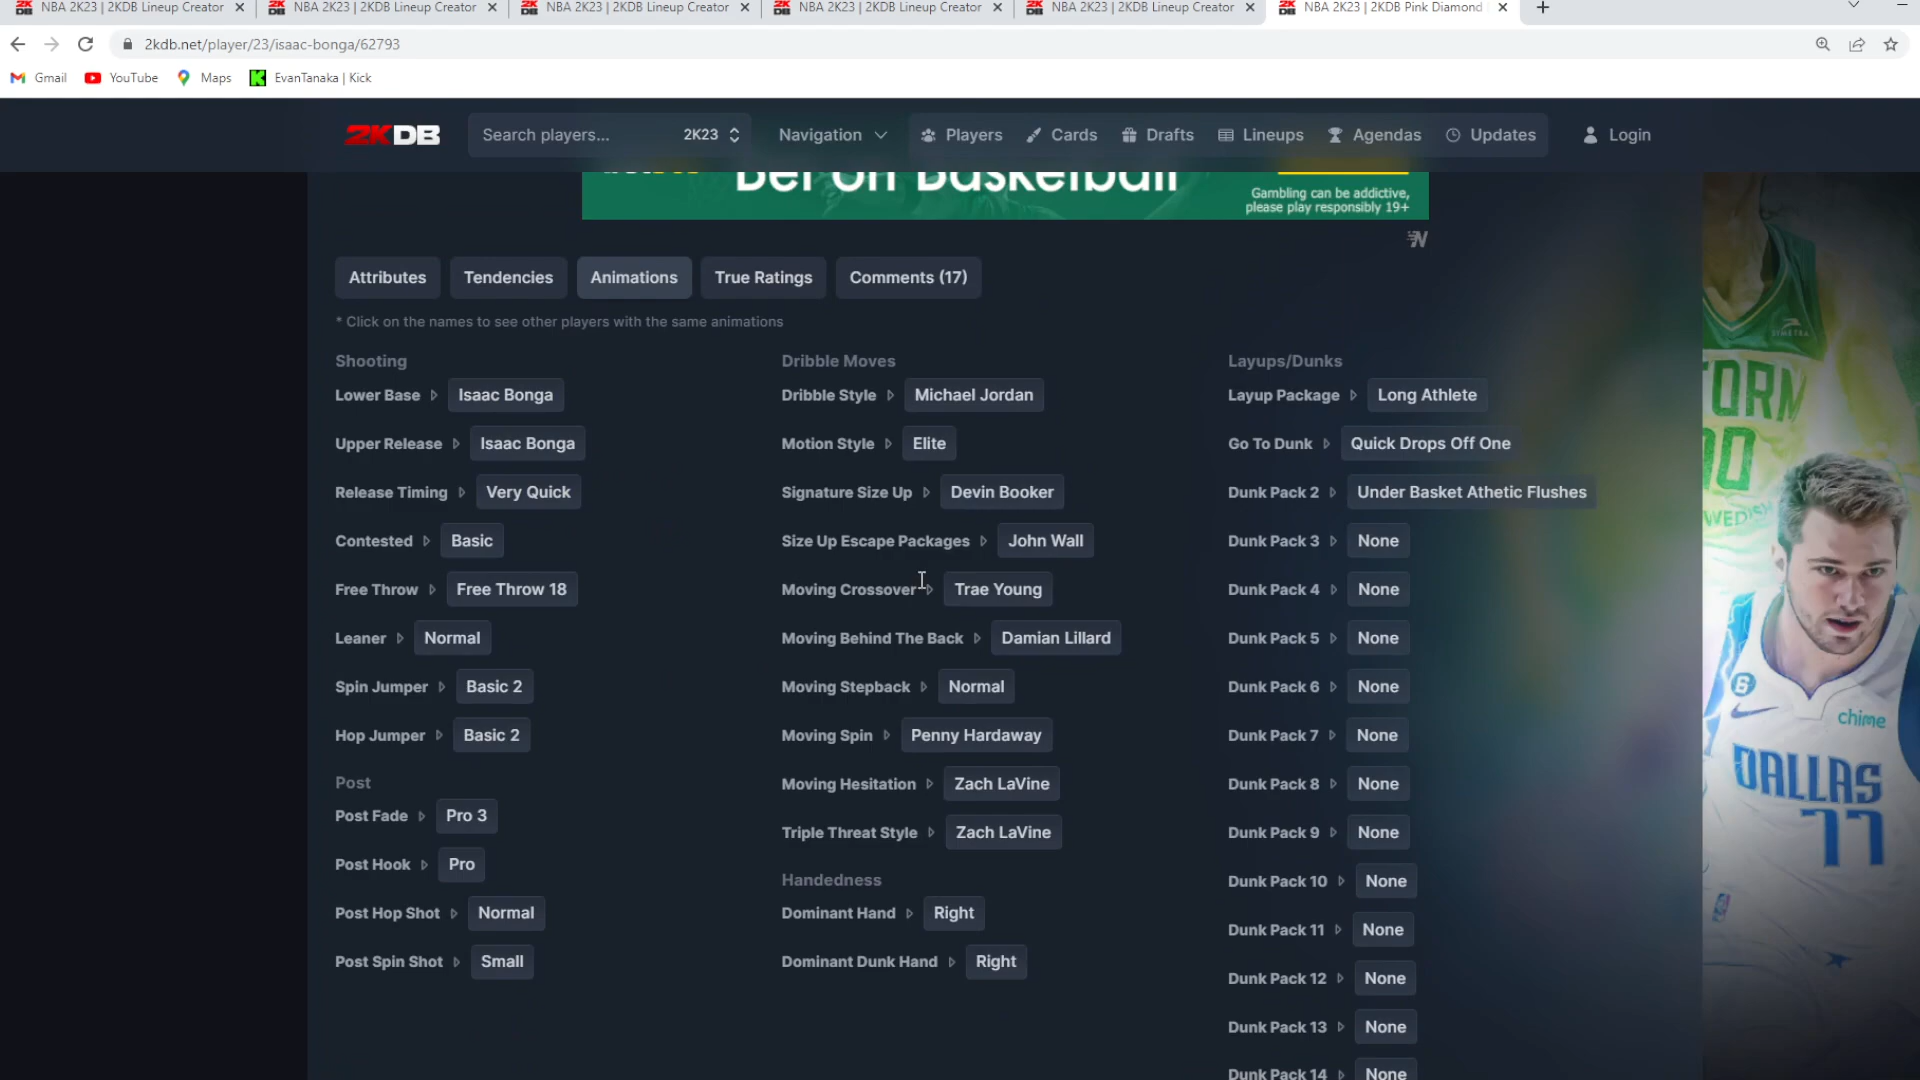 NBA 2K23 | 2KDB Lineup Creator
NBA 2K23 | 2KDB Lineup Creator
NBA 2K23 | 2KDB Lineup Creator
NBA 2K23 | 2KDB Lineup Creator
NBA 2K23 | 2KDB Lineup Creator
NBA 2K23 | 2KDB Pink Diamond
2kdb.net/player/23/isaac-bonga/62793
Gmail
YouTube
Maps
EvanTanaka | Kick
2KDB
Search players...
2K23
Navigation
Players
Cards
Drafts
Lineups
Agendas
Updates
Login
Bet on Basketball
Gambling can be addictive,
please play responsibly 19+
Attributes
Tendencies
Animations
True Ratings
Comments (17)
* Click on the names to see other players with the same animations
Shooting
Lower Base Isaac Bonga
Upper Release Isaac Bonga
Release Timing Very Quick
Contested Basic
Free Throw Free Throw 18
Leaner Normal
Spin Jumper Basic 2
Hop Jumper Basic 2
Post
Post Fade Pro 3
Post Hook Pro
Post Hop Shot Normal
Post Spin Shot Small
Dribble Moves
Dribble Style Michael Jordan
Motion Style Elite
Signature Size Up Devin Booker
Size Up Escape Packages John Wall
Moving Crossover Trae Young
Moving Behind The Back Damian Lillard
Moving Stepback Normal
Moving Spin Penny Hardaway
Moving Hesitation Zach LaVine
Triple Threat Style Zach LaVine
Handedness
Dominant Hand Right
Dominant Dunk Hand Right
Layups/Dunks
Layup Package Long Athlete
Go To Dunk Quick Drops Off One
Dunk Pack 2 Under Basket Athetic Flushes
Dunk Pack 3 None
Dunk Pack 4 None
Dunk Pack 5 None
Dunk Pack 6 None
Dunk Pack 7 None
Dunk Pack 8 None
Dunk Pack 9 None
Dunk Pack 10 None
Dunk Pack 11 None
Dunk Pack 12 None
Dunk Pack 13 None
Dunk Pack 14 None
SYMETRA
6
chime
DALLAS
77